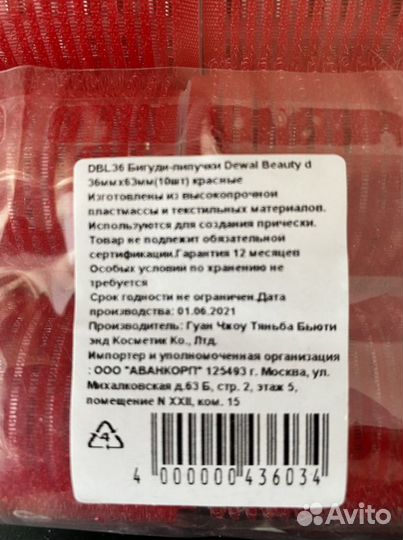 DBL36 Бигуди-липучки Dewal Beauty d
36ммx63мм(10шт) красные
Изготовлены из высокопрочной
пластмассы и текстильных материалов.
Используются для создания прически.
Товар не подлежит обязательной
сертификации.Гарантия 12 месяцев
Особых условии по хранению не
требуется
Срок годности не ограничен.Дата
производства: 01.06.2021
Производитель: Гуан Чжоу Тяньба Бьюти
энд Косметик Ко., Лтд.
Импортер и уполномоченная организация
: ООО "АВАНКОРП" 125493 г. Москва, ул.
Михалковская д.63 Б, стр. 2, этаж 5,
помещение N XXII, ком. 15
4
4 000000 436034
Avito